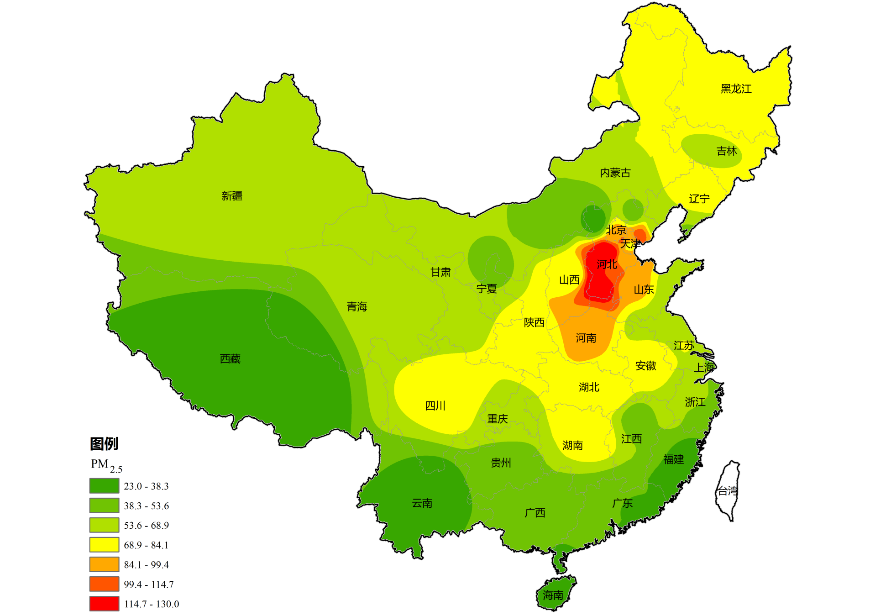 黑龙江
吉林
内蒙古
辽宁
新疆
北京
天津
河北
甘肃
山西
宁夏
山东
青海
陕西
河南
江苏
西藏
安徽
上海
湖北
四川
浙江
重庆
江西
湖南
贵州
福建
台湾
云南
广东
广西
海南
图例
PM2.5
23.0 - 38.3
38.3 - 53.6
53.6 - 68.9
68.9 - 84.1
84.1 - 99.4
99.4 - 114.7
114.7 - 130.0